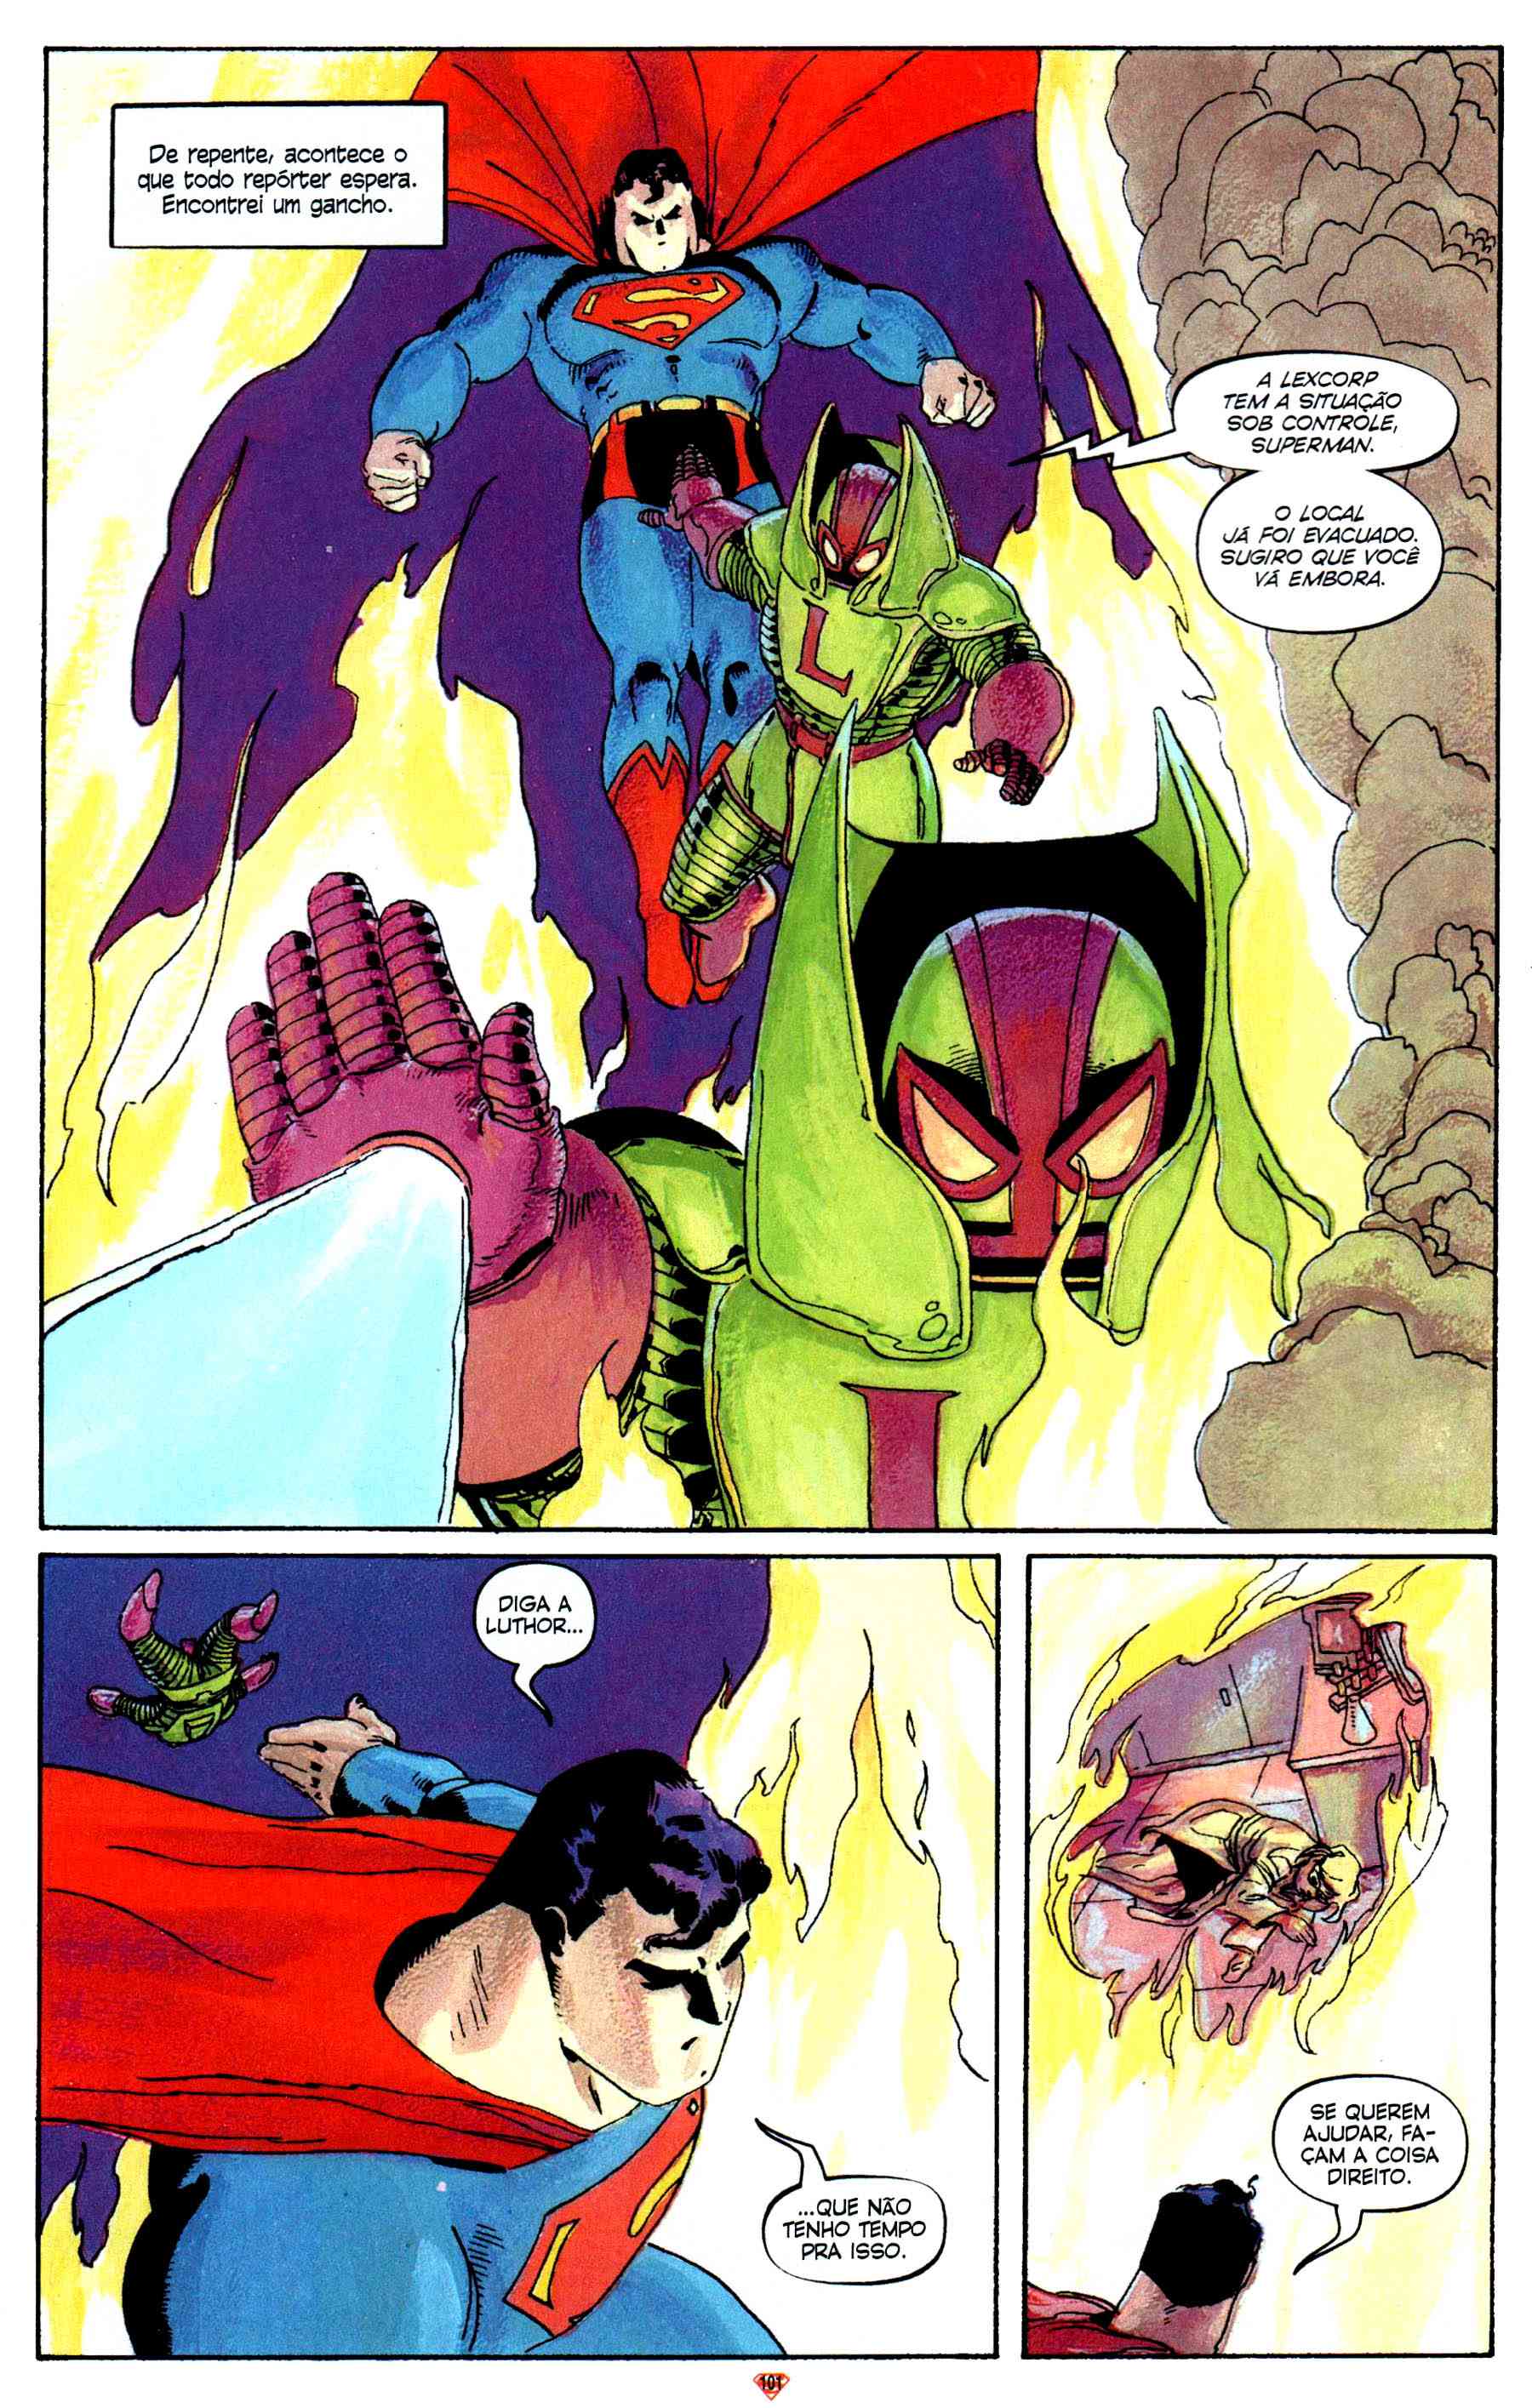 De repente, acontece o
que todo repórter espera.
Encontrei um gancho.
A LEXCORP
TEM A SITUAÇÃO
SOB CONTROLE,
SUPERMAN.
O LOCAL
JÁ FOI EVACUADO.
SUGIRO QUE VOCÊ
VÁ EMBORA.
L
DIGA A
LUTHOR...
...QUE NÃO
TENHO TEMPO
PRA ISSO.
SE QUEREM
AJUDAR, FA-
ÇAM A COISA
DIREITO.
101